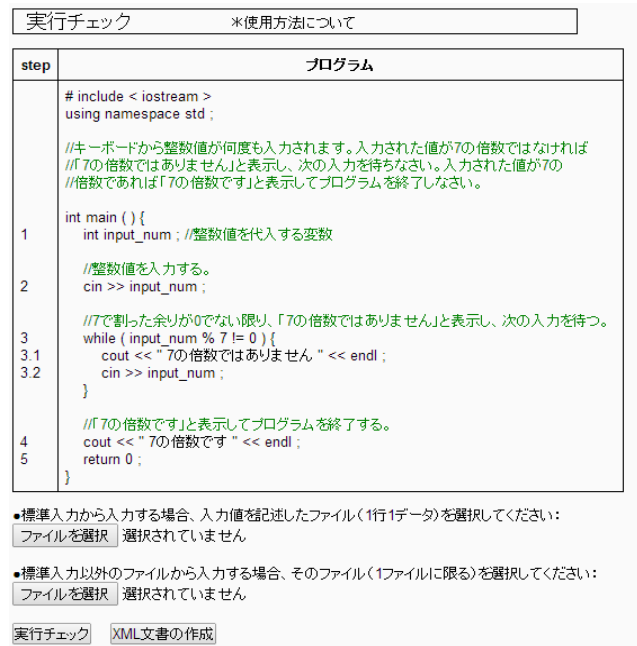 実行チェック ＊使用方法について
step プログラム
# include < iostream >
using namespace std ;
//キーボードから整数値が何度も入力されます。入力された値が7の倍数ではなければ
//「7の倍数ではありません」と表示し、次の入力を待ちなさい。入力された値が7の
//倍数であれば「7の倍数です」と表示してプログラムを終了しなさい。
int main ( ) {
1 int input_num ; //整数値を代入する変数
//整数値を入力する。
2 cin >> input_num ;
//7で割った余りが0でない限り、「7の倍数ではありません」と表示し、次の入力を待つ。
3 while ( input_num % 7 != 0 ) {
3.1 cout << " 7の倍数ではありません " << endl ;
3.2 cin >> input_num ;
}
//「7の倍数です」と表示してプログラムを終了する。
4 cout << " 7の倍数です " << endl ;
5 return 0 ;
}
●標準入力から入力する場合、入力値を記述したファイル（1行1データ）を選択してください：
ファイルを選択 選択されていません
●標準入力以外のファイルから入力する場合、そのファイル（1ファイルに限る）を選択してください：
ファイルを選択 選択されていません
実行チェック XML文書の作成